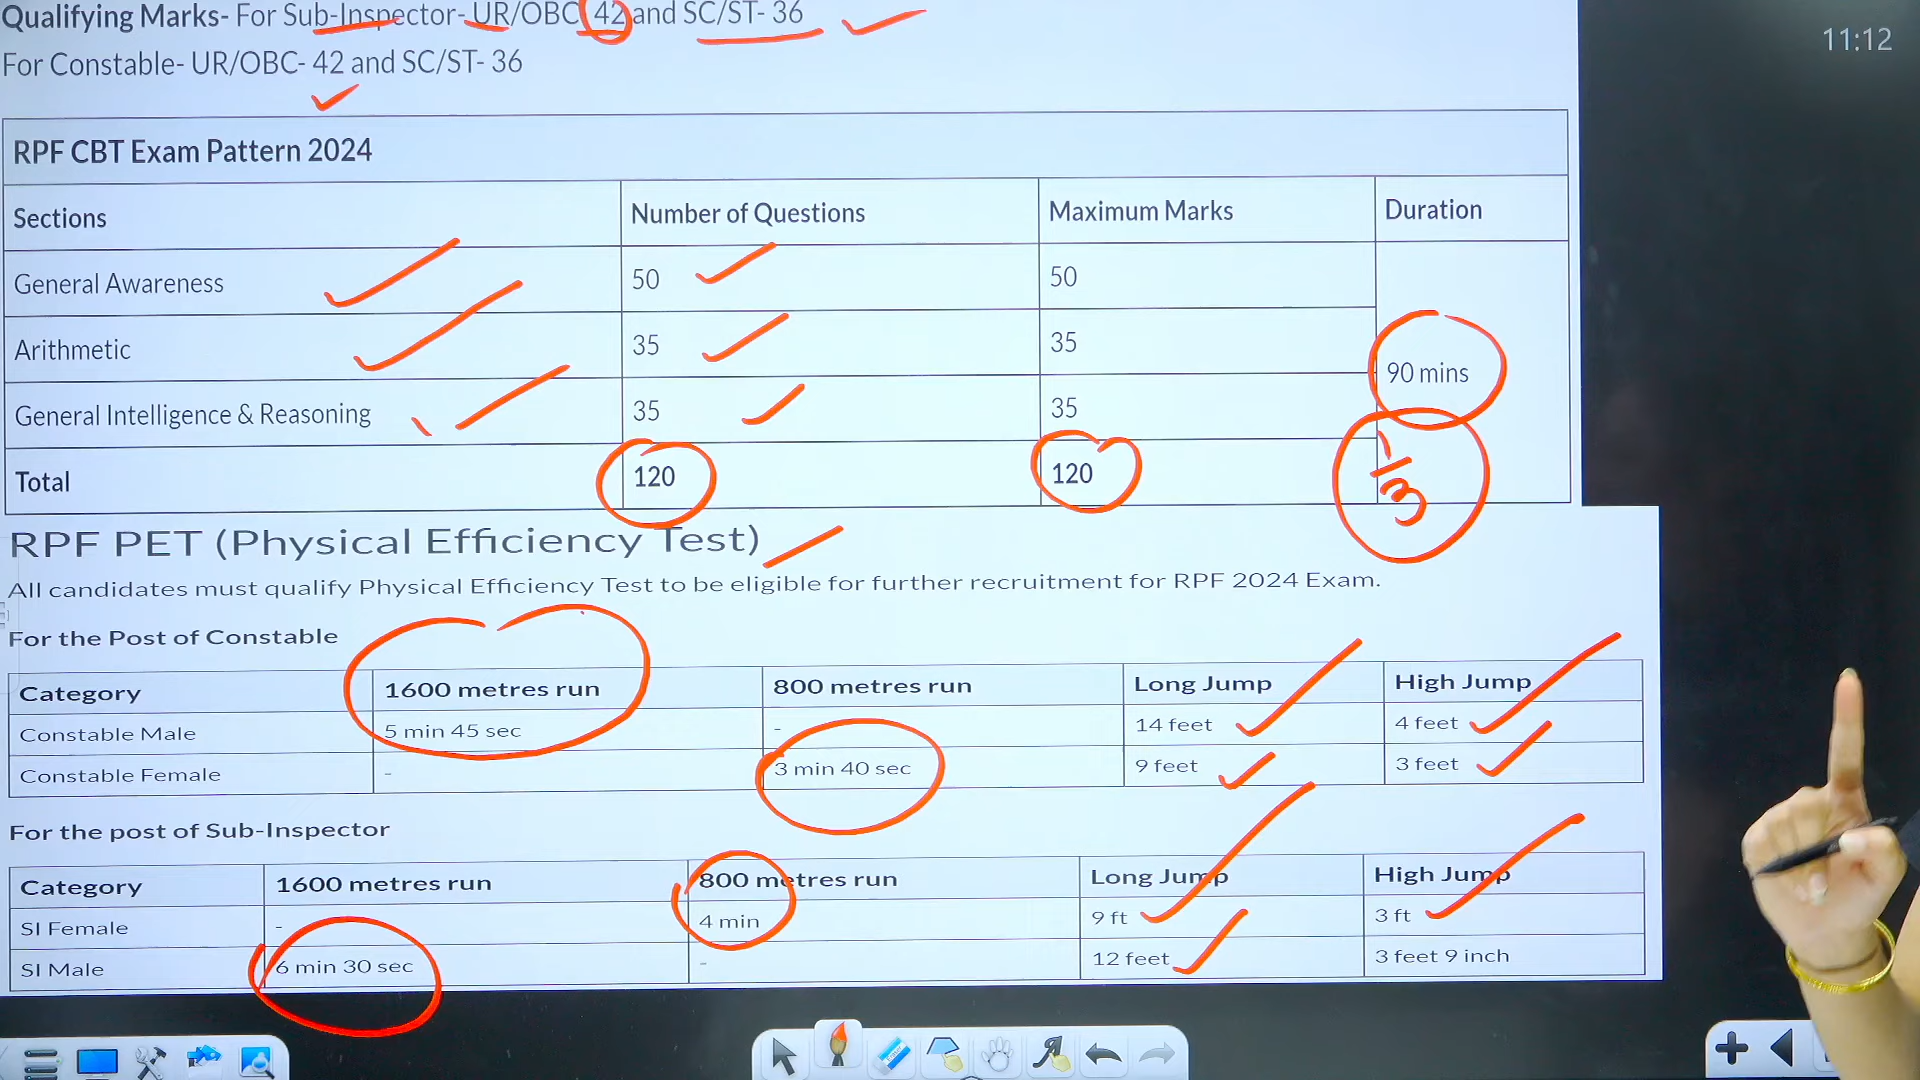 Qualifying Marks- For Sub-Inspector- UR/OBC 42 and SC/ST- 36
For Constable- UR/OBC- 42 and SC/ST- 36
11:12
RPF CBT Exam Pattern 2024
Sections Number of Questions Maximum Marks Duration
General Awareness 50 50
Arithmetic 35 35 90 mins
General Intelligence & Reasoning 35 35
Total 120 120 1/3
RPF PET (Physical Efficiency Test)
All candidates must qualify Physical Efficiency Test to be eligible for further recruitment for RPF 2024 Exam.
For the Post of Constable
Category 1600 metres run 800 metres run Long Jump High Jump
Constable Male 5 min 45 sec - 14 feet 4 feet
Constable Female - 3 min 40 sec 9 feet 3 feet
For the post of Sub-Inspector
Category 1600 metres run 800 metres run Long Jump High Jump
SI Female - 4 min 9 ft 3 ft
SI Male 6 min 30 sec - 12 feet 3 feet 9 inch